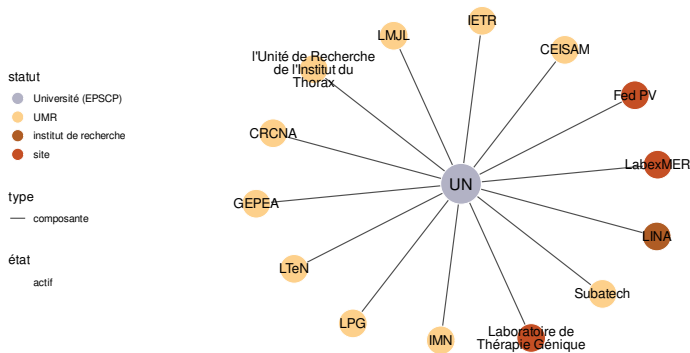 statut
Université (EPSCP)
UMR
institut de recherche
site
type
composante
état
actif
IETR
LMJL
CEISAM
l'Unité de Recherche
de l'Institut du
Thorax
Fed PV
CRCNA
LabexMER
UN
GEPEA
LINA
LTeN
Subatech
LPG
IMN
Laboratoire de
Thérapie Génique